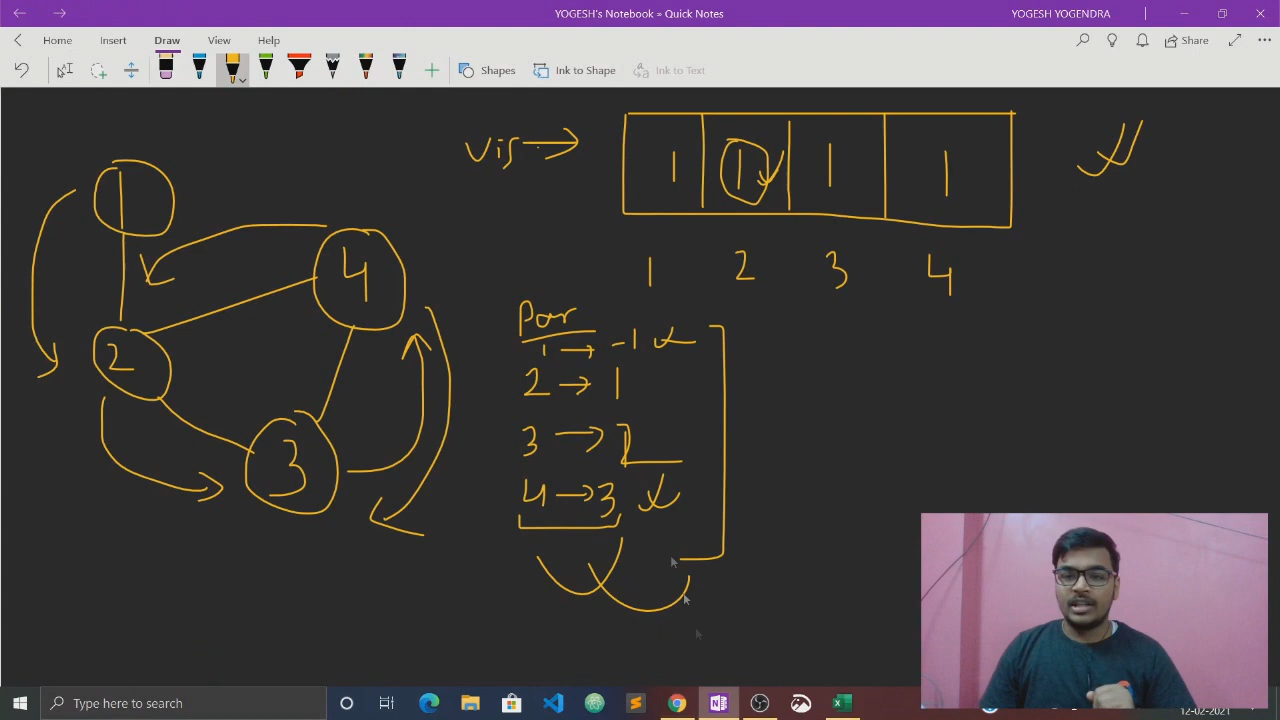 YOGESH's Notebook » Quick Notes
YOGESH YOGENDRA
Home Insert Draw View Help
Share
Shapes Ink to Shape Ink to Text
vis →
1 1 1 1
1 2 3 4
1
4
2
3
Par
1 → -1
2 → 1
3 → 2
4 → 3
Type here to search
12-02-2021